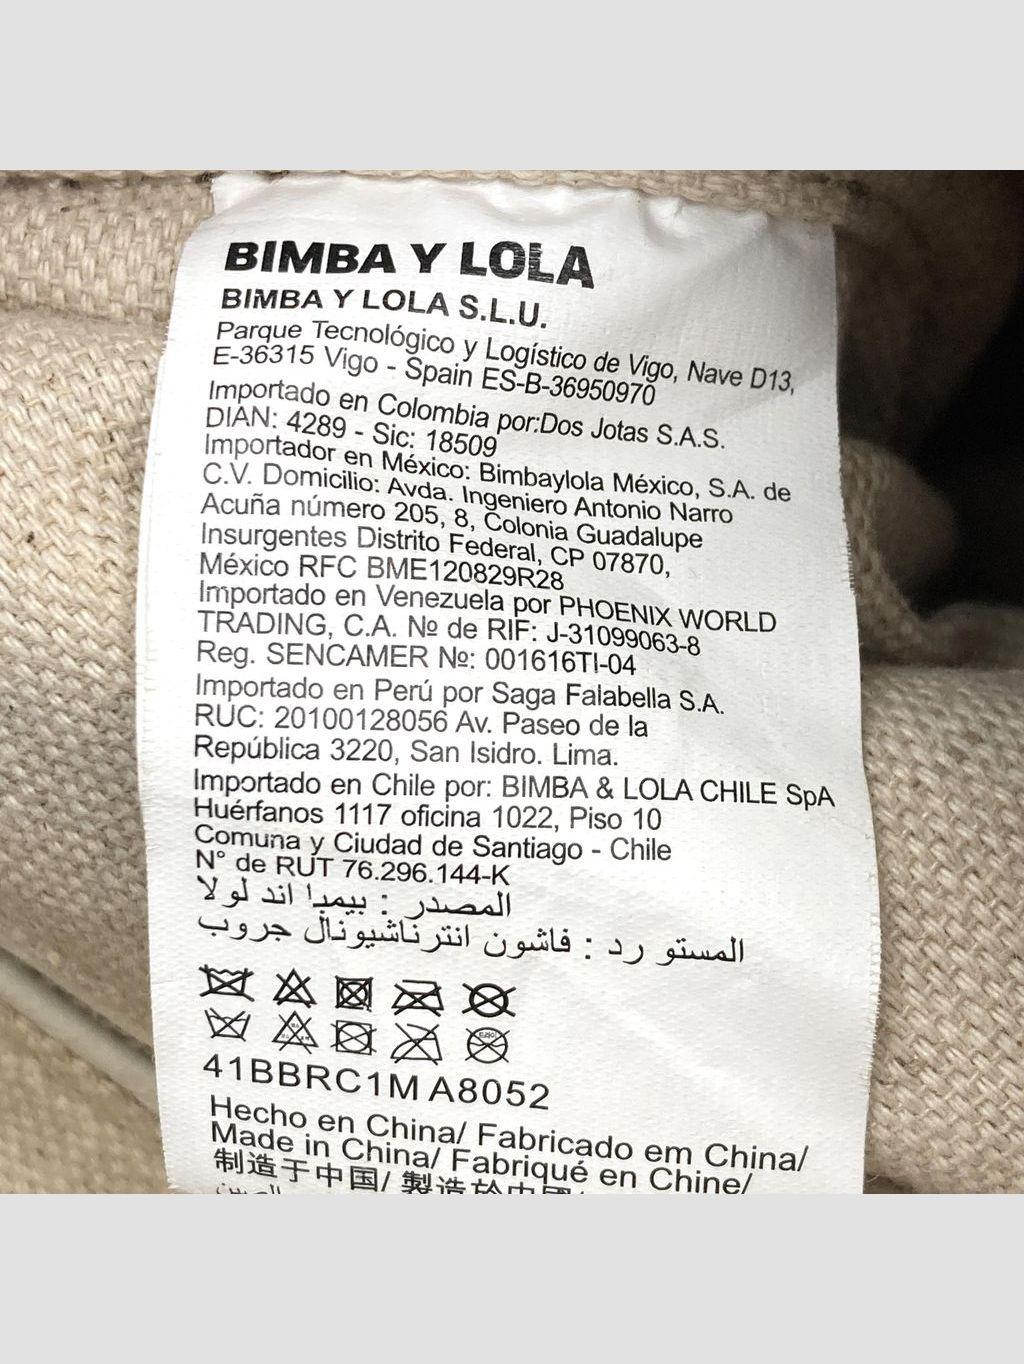 BIMBA Y LOLA
BIMBA Y LOLA S.L.U.
Parque Tecnológico y Logístico de Vigo, Nave D13,
E-36315 Vigo - Spain ES-B-36950970
Importado en Colombia por:Dos Jotas S.A.S.
DIAN: 4289 - Sic: 18509
Importador en México: Bimbaylola México, S.A. de
C.V. Domicilio: Avda. Ingeniero Antonio Narro
Acuña número 205, 8, Colonia Guadalupe
Insurgentes Distrito Federal, CP 07870,
México RFC BME120829R28
Importado en Venezuela por PHOENIX WORLD
TRADING, C.A. № de RIF: J-31099063-8
Reg. SENCAMER №: 001616TI-04
Importado en Perú por Saga Falabella S.A.
RUC: 20100128056 Av. Paseo de la
República 3220, San Isidro. Lima.
Importado en Chile por: BIMBA & LOLA CHILE SpA
Huérfanos 1117 oficina 1022, Piso 10
Comuna y Ciudad de Santiago - Chile
N° de RUT 76.296.144-K
المصدر : بيمبا اند لولا
المستو رد : فاشون انترناشيونال جروب
41BBRC1M A8052
Hecho en China/ Fabricado em China/
Made in China/ Fabriqué en Chine/
制造于中国/ 製造於中國/